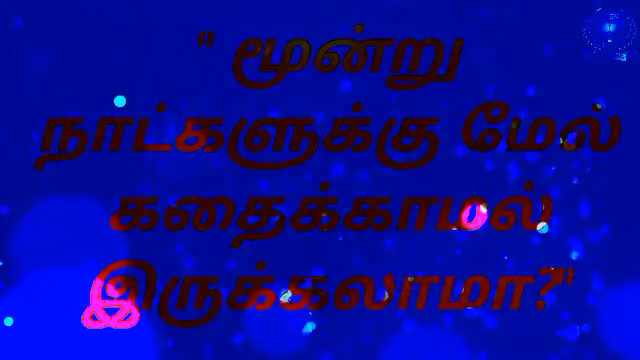 " மூன்று
நாட்களுக்கு மேல்
கதைக்காமல்
இருக்கலாமா?"